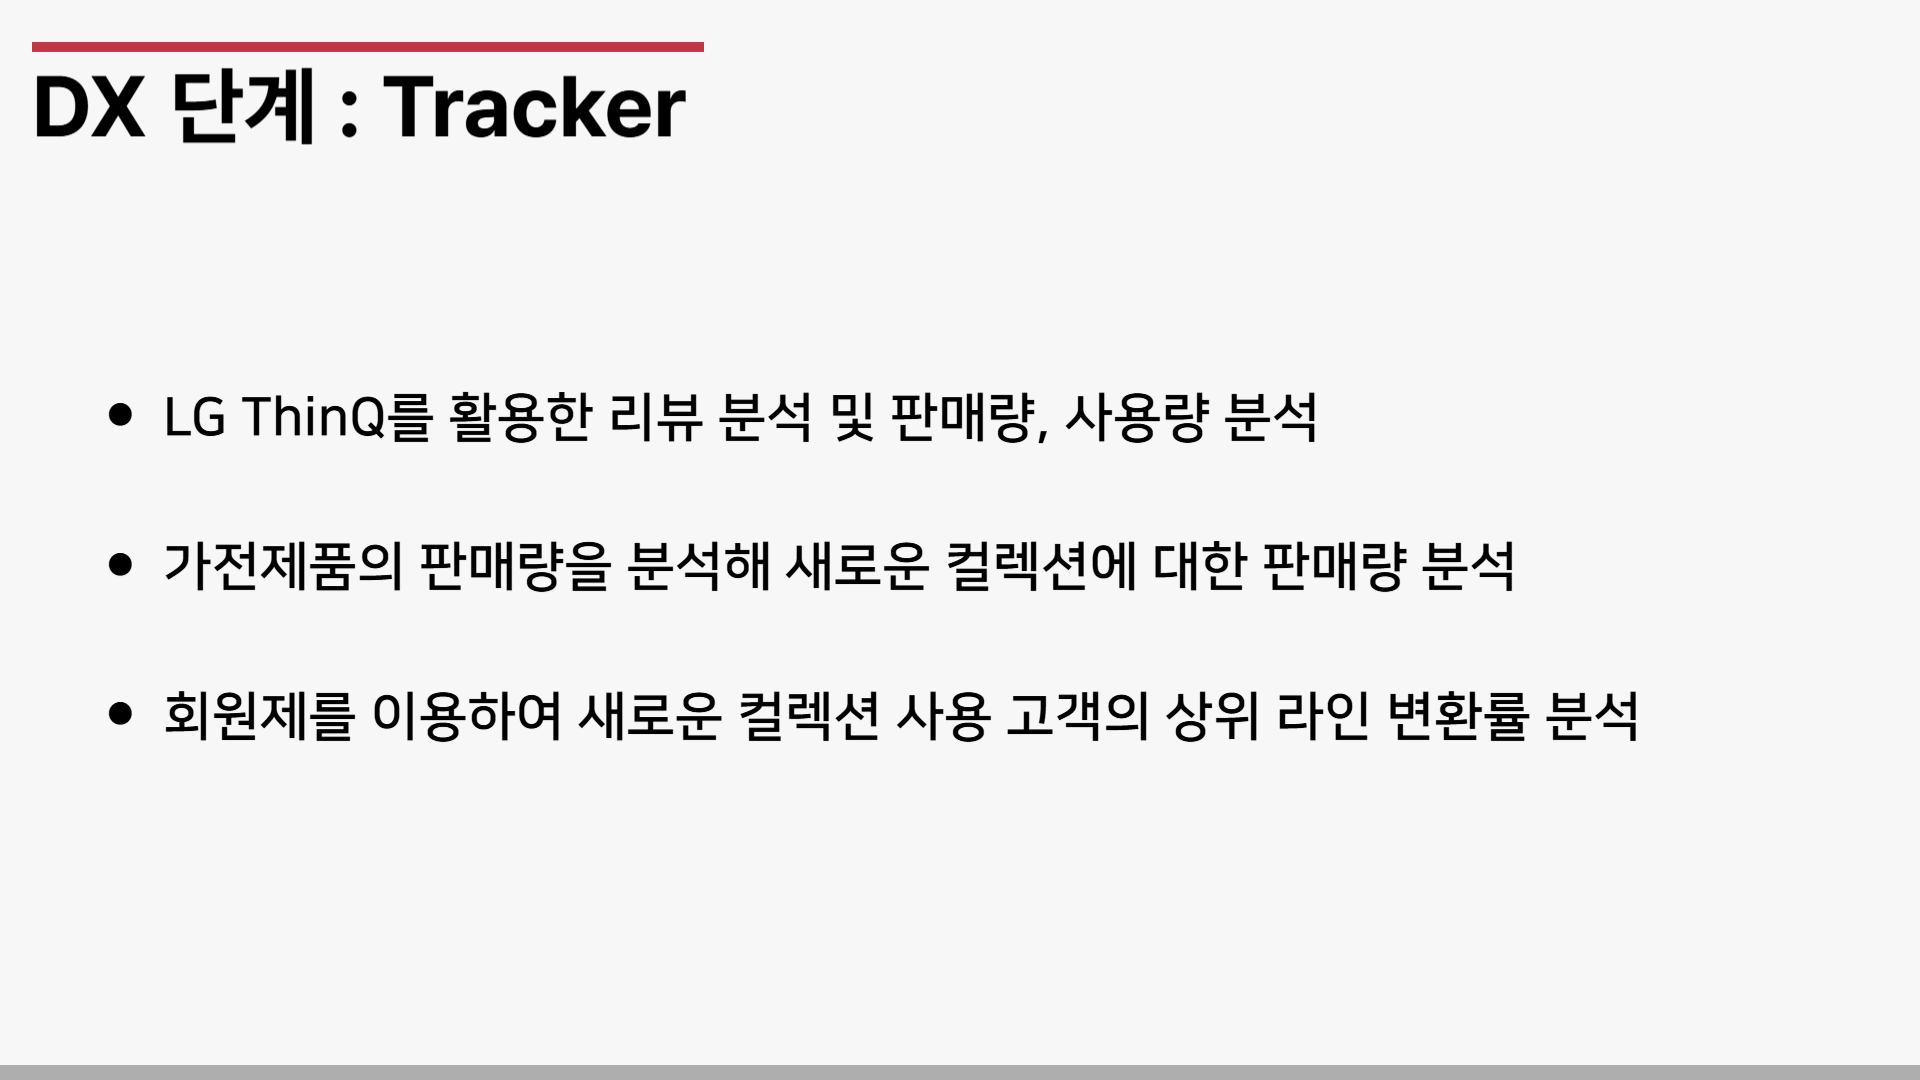 DX 단계 : Tracker
● LG ThinQ를 활용한 리뷰 분석 및 판매량, 사용량 분석
● 가전제품의 판매량을 분석해 새로운 컬렉션에 대한 판매량 분석
● 회원제를 이용하여 새로운 컬렉션 사용 고객의 상위 라인 변환률 분석